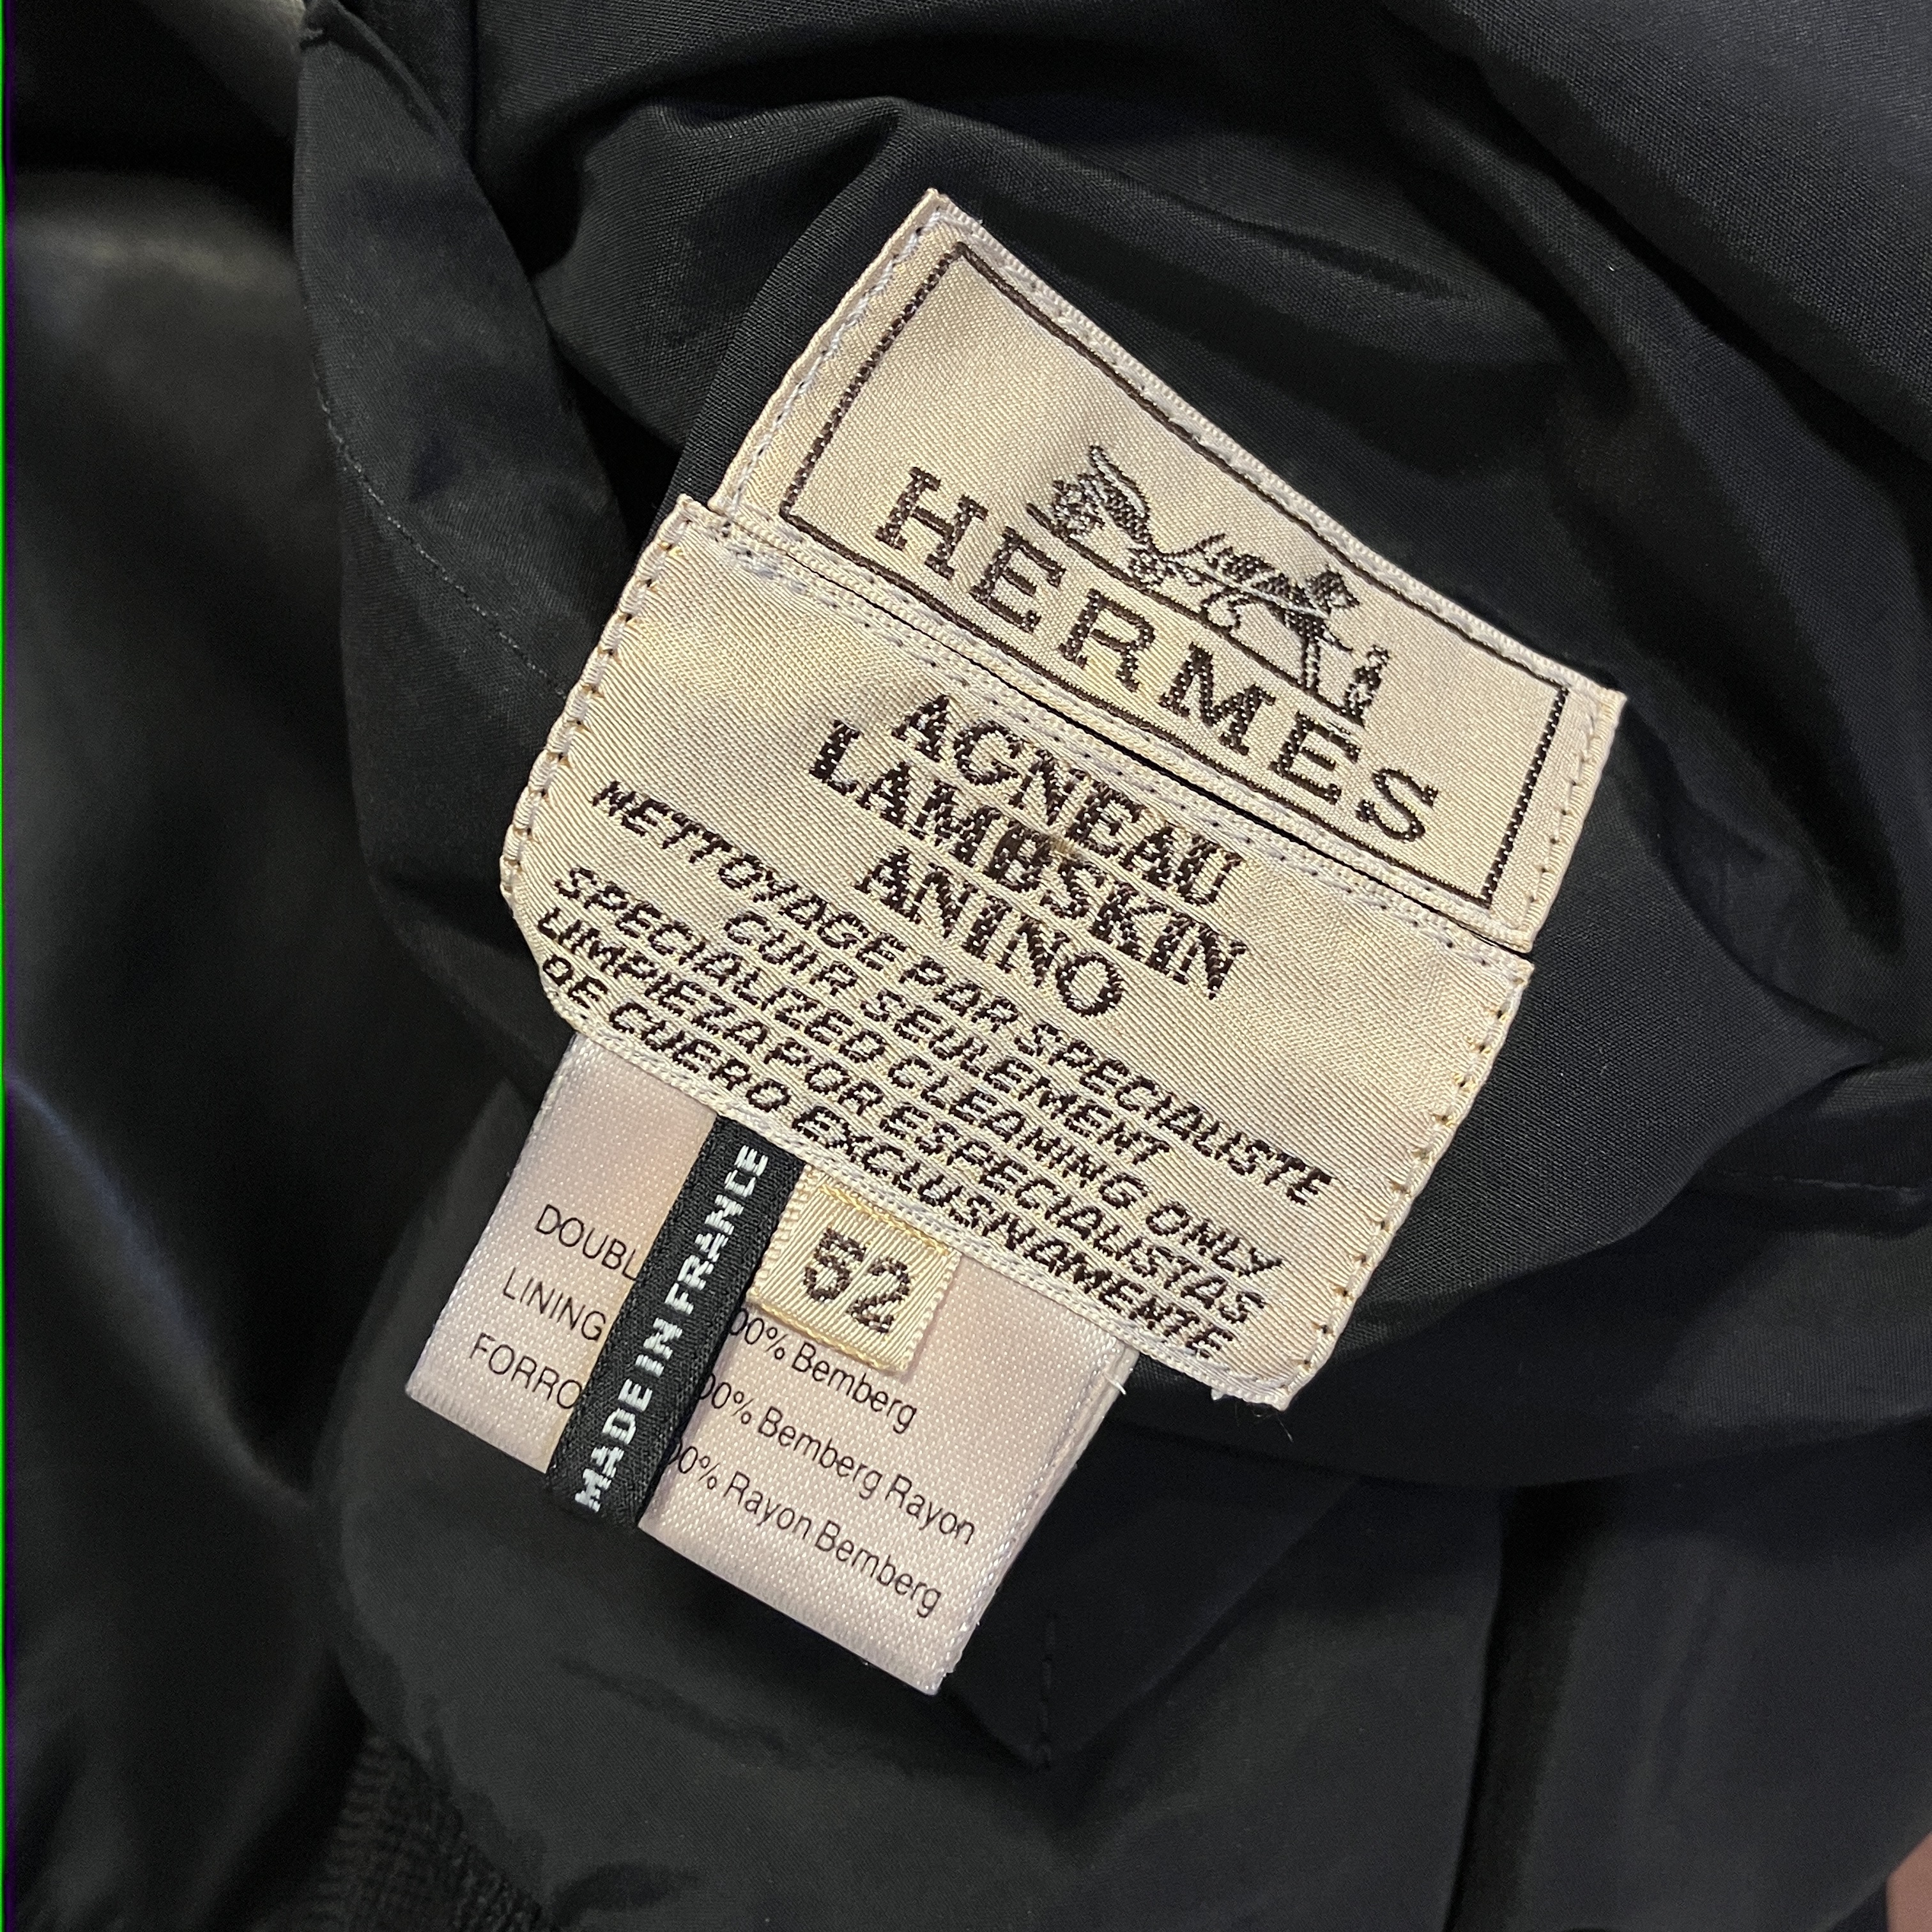 HERMES
AGNEAU
LAMBSKIN
ANINO
NETTOYAGE PAR SPECIALISTE
CUIR SEULEMENT
SPECIALIZED CLEANING ONLY
LIMPIEZA POR ESPECIALISTAS
DE CUERO EXCLUSIVAMENTE
MADE IN FRANCE
52
DOUBL 00% Bemberg
LINING 00% Bemberg Rayon
FORRO 00% Rayon Bemberg